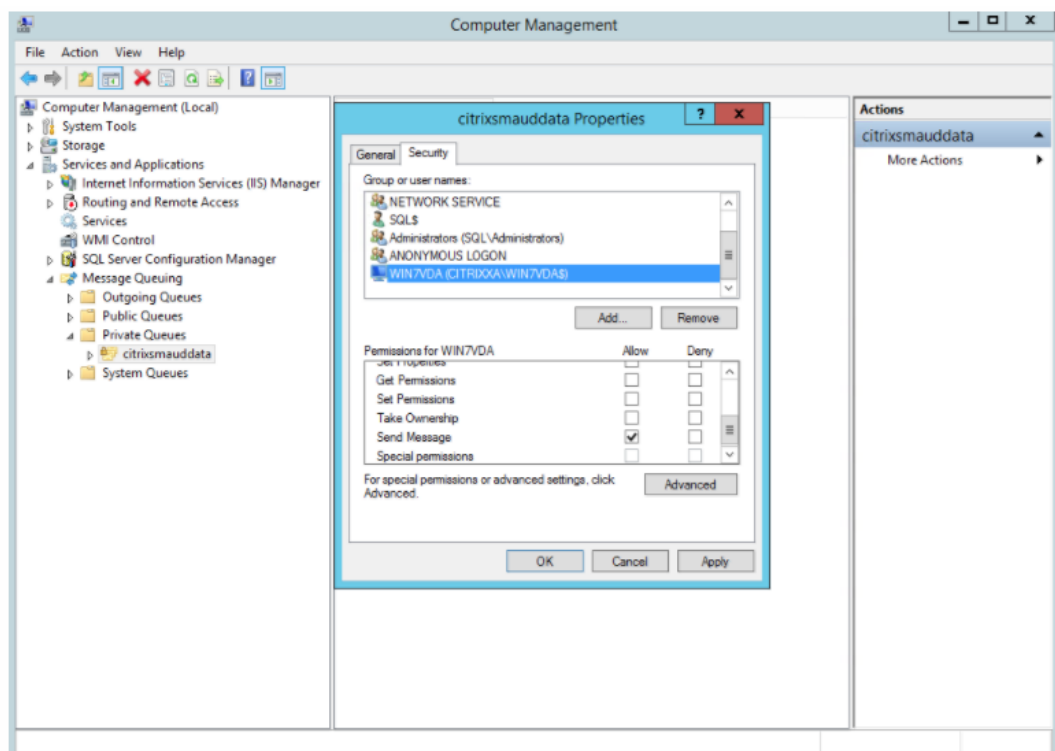 Computer Management
File Action View Help
Computer Management (Local)
System Tools
Storage
Services and Applications
Internet Information Services (IIS) Manager
Routing and Remote Access
Services
WMI Control
SQL Server Configuration Manager
Message Queuing
Outgoing Queues
Public Queues
Private Queues
citrixsmauddata
System Queues
citrixsmauddata Properties
General Security
Group or user names:
NETWORK SERVICE
SQL$
Administrators (SQL\Administrators)
ANONYMOUS LOGON
WIN7VDA (CITRIXXA\WIN7VDA$)
Add... Remove
Permissions for WIN7VDA Allow Deny
Set Properties
Get Permissions
Set Permissions
Take Ownership
Send Message
Special permissions
For special permissions or advanced settings, click
Advanced.
Advanced
OK Cancel Apply
Actions
citrixsmauddata
More Actions